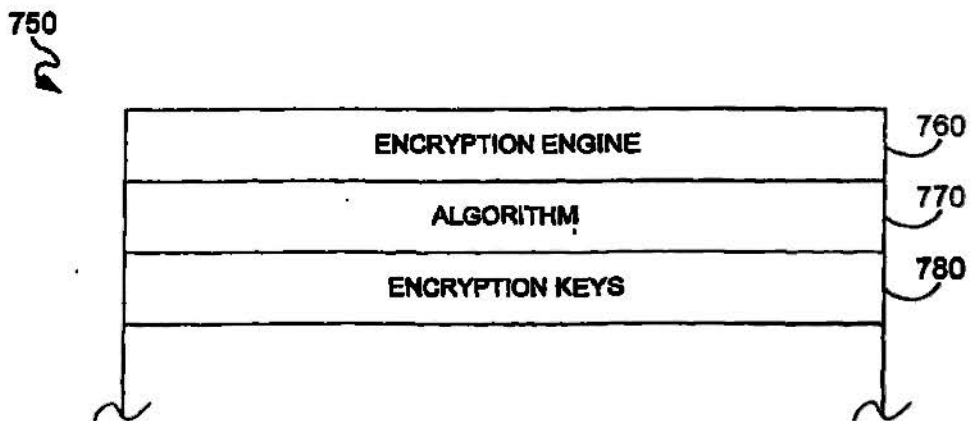 750
ENCRYPTION ENGINE
760
ALGORITHM
770
ENCRYPTION KEYS
780